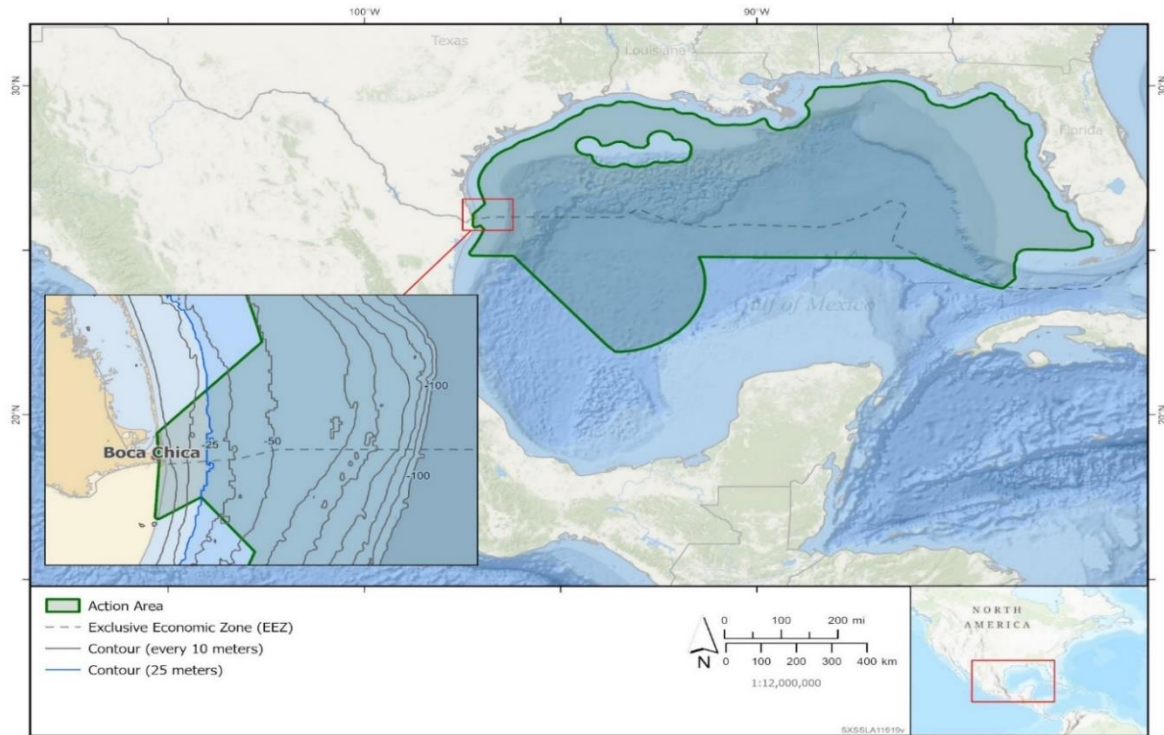 100°W
90°W
Texas
Louisiana
30°N
30°N
Florida
Gulf of Mexico
20°N
20°N
Boca Chica
-25
-50
-100
-100
Action Area
Exclusive Economic Zone (EEZ)
Contour (every 10 meters)
Contour (25 meters)
N
0 100 200 mi
0 100 200 300 400 km
1:12,000,000
NORTH
AMERICA